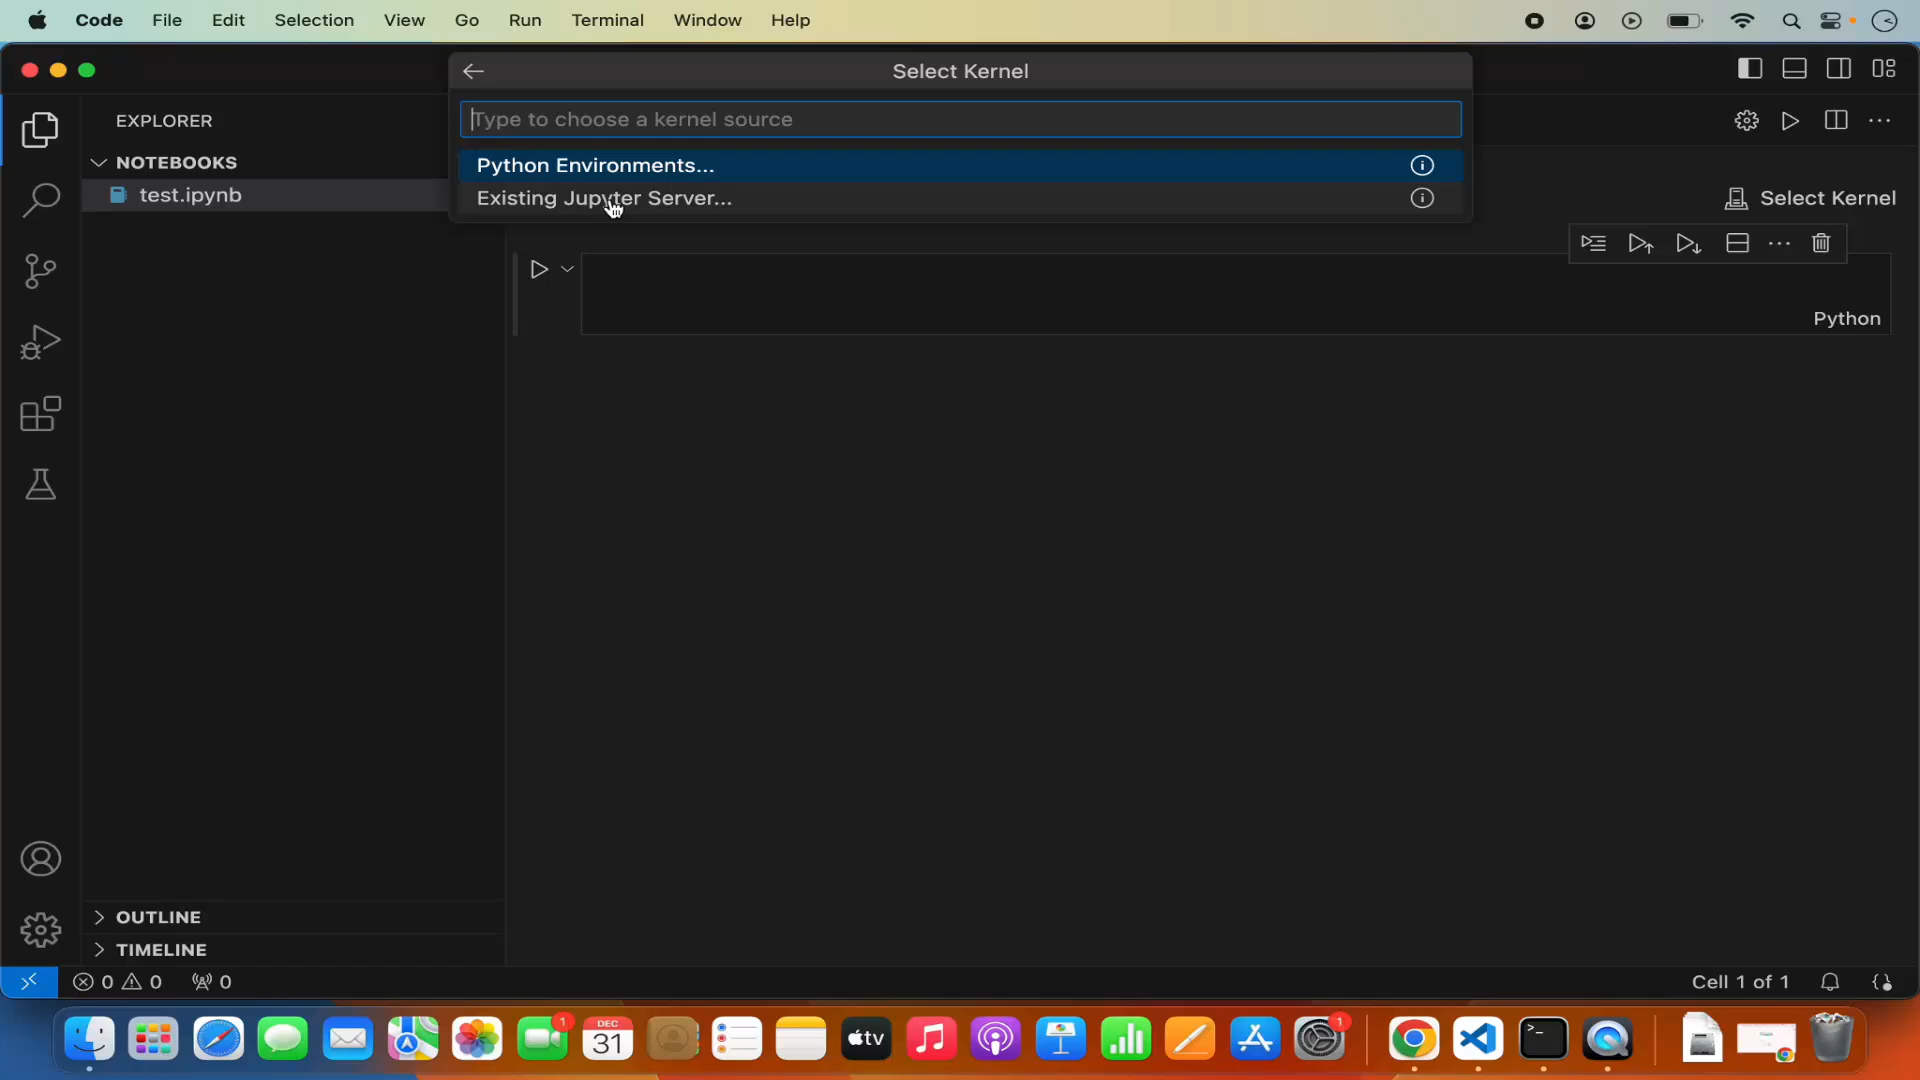 Code File Edit Selection View Go Run Terminal Window Help
Select Kernel
Type to choose a kernel source
Python Environments...
Existing Jupyter Server...
EXPLORER
NOTEBOOKS
test.ipynb
Select Kernel
Python
OUTLINE
TIMELINE
0 0 0
Cell 1 of 1
1
DEC
31
tv
1